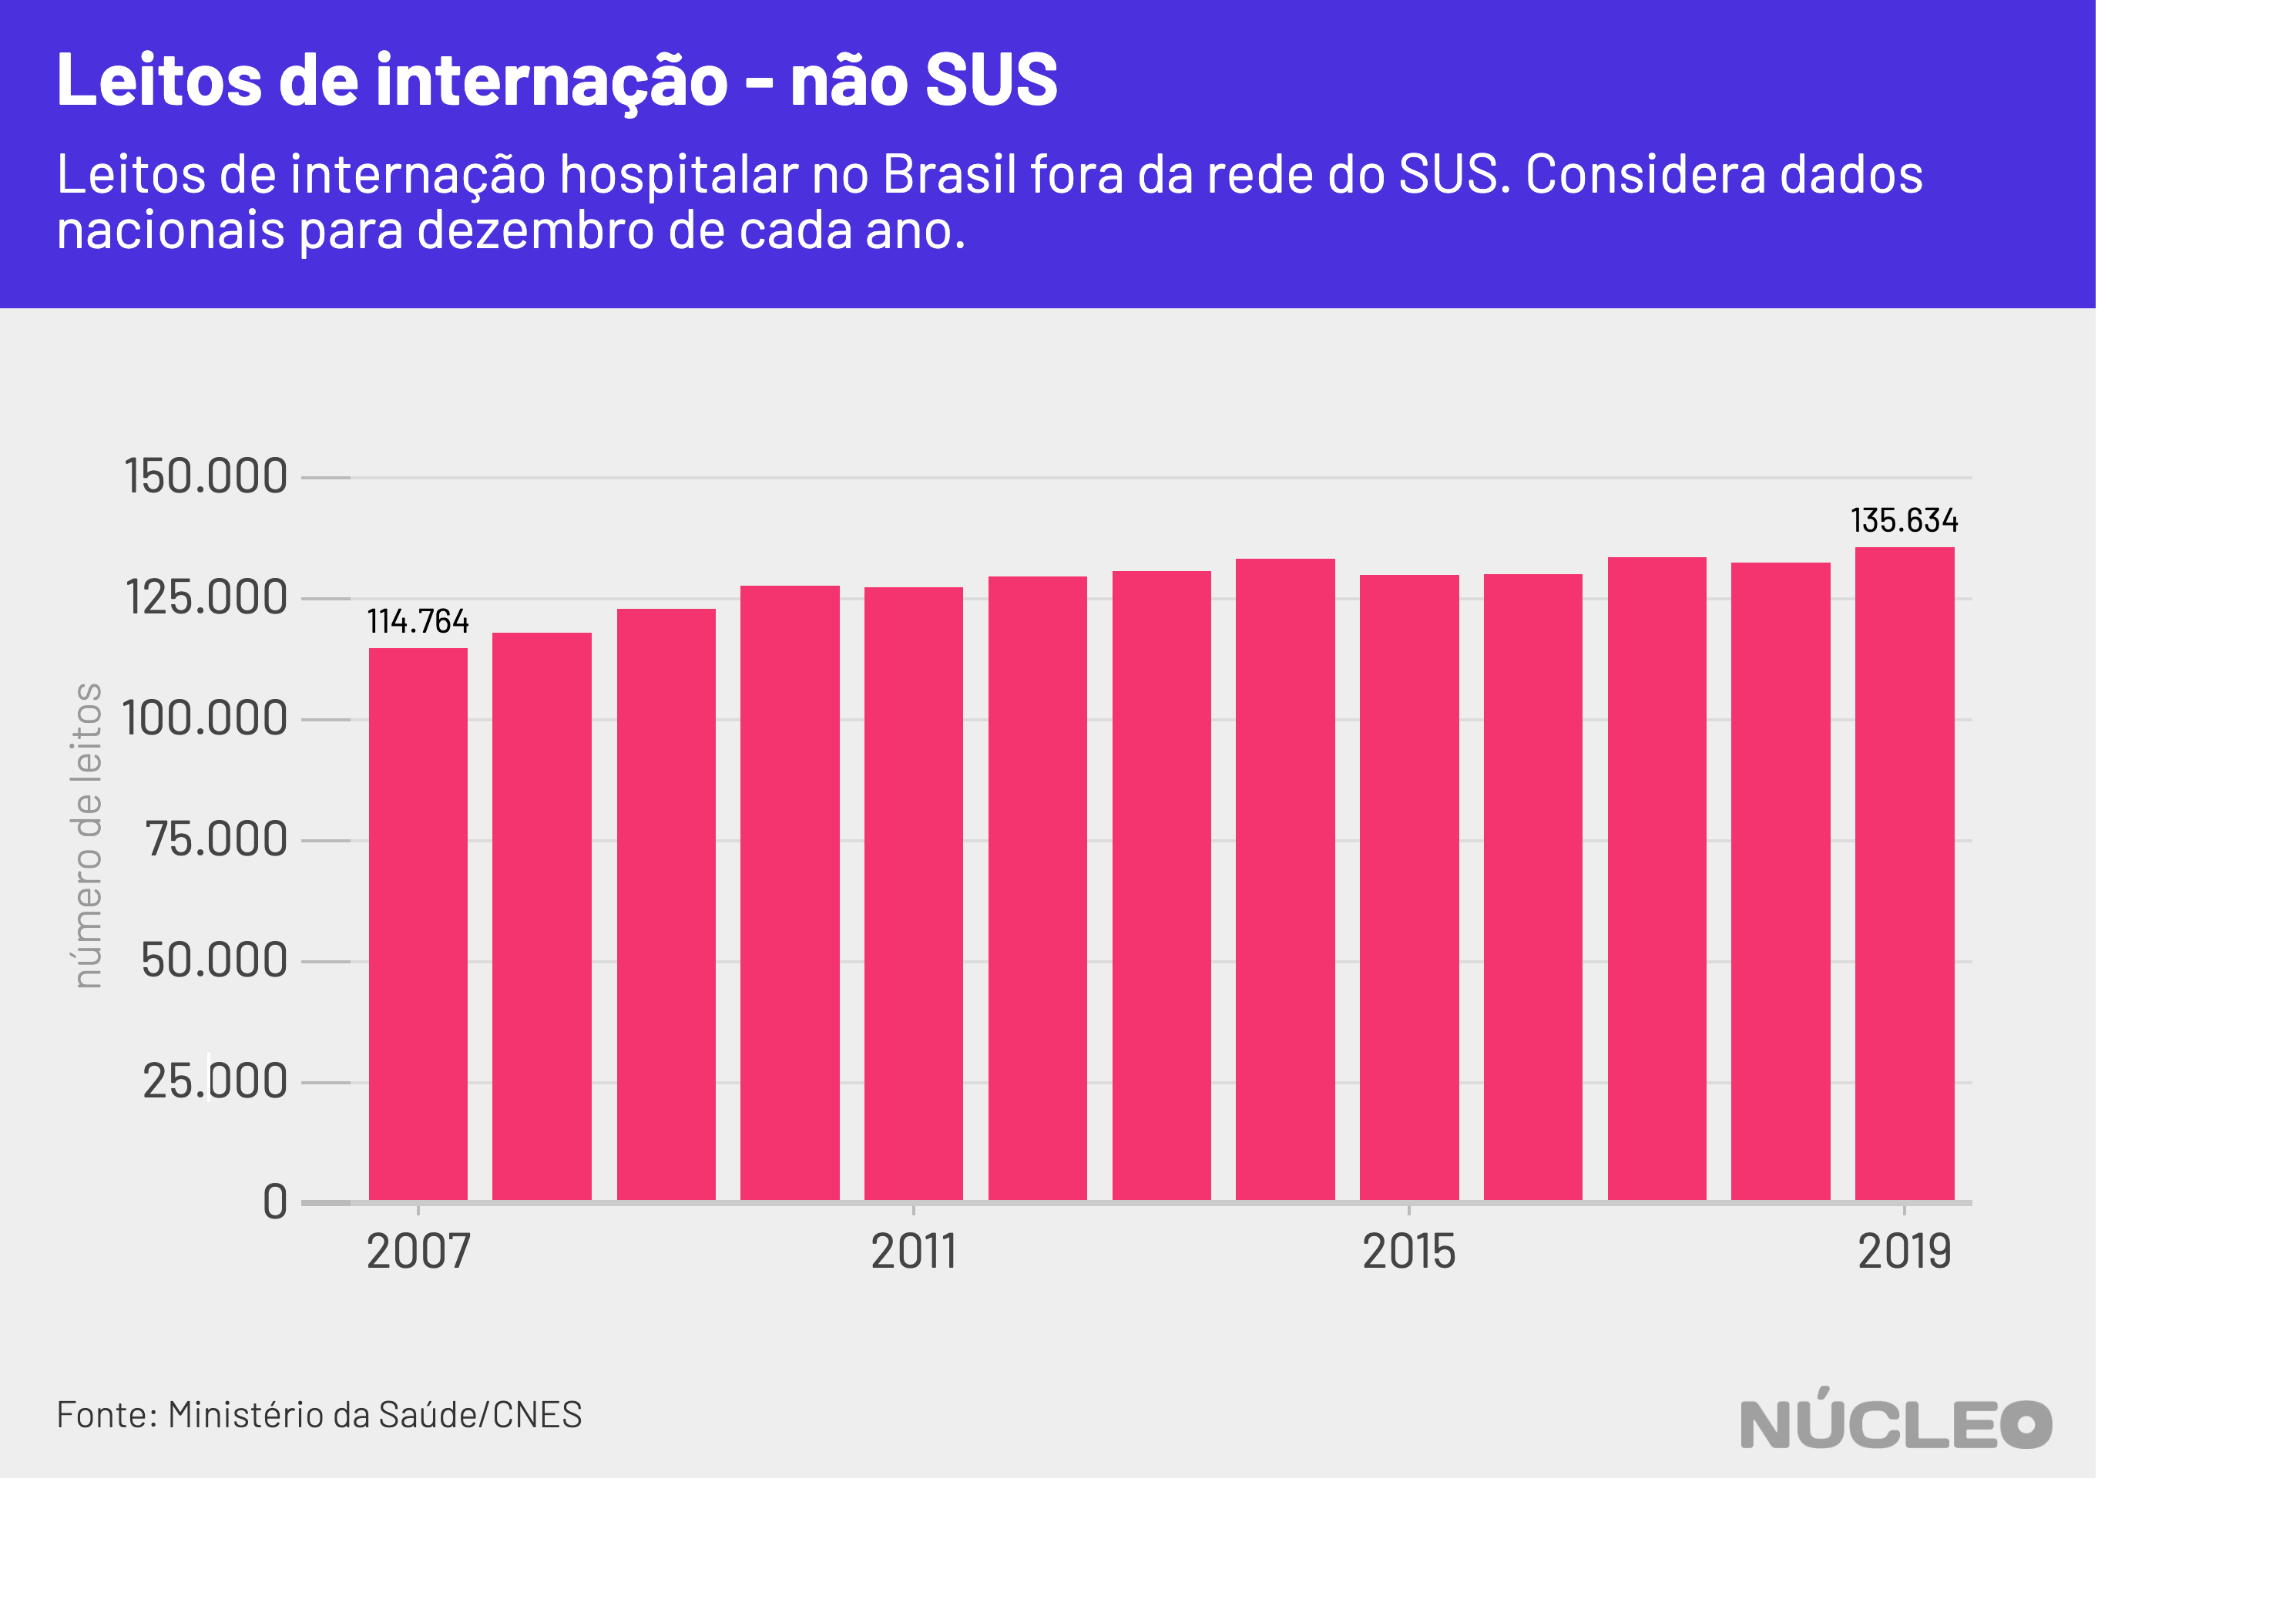 Leitos de internação - não SUS
Leitos de internação hospitalar no Brasil fora da rede do SUS. Considera dados
nacionais para dezembro de cada ano.
150.000
125.000
100.000
75.000
50.000
25.000
0
número de leitos
114.764
135.634
2007
2011
2015
2019
Fonte: Ministério da Saúde/CNES
NÚCLEO